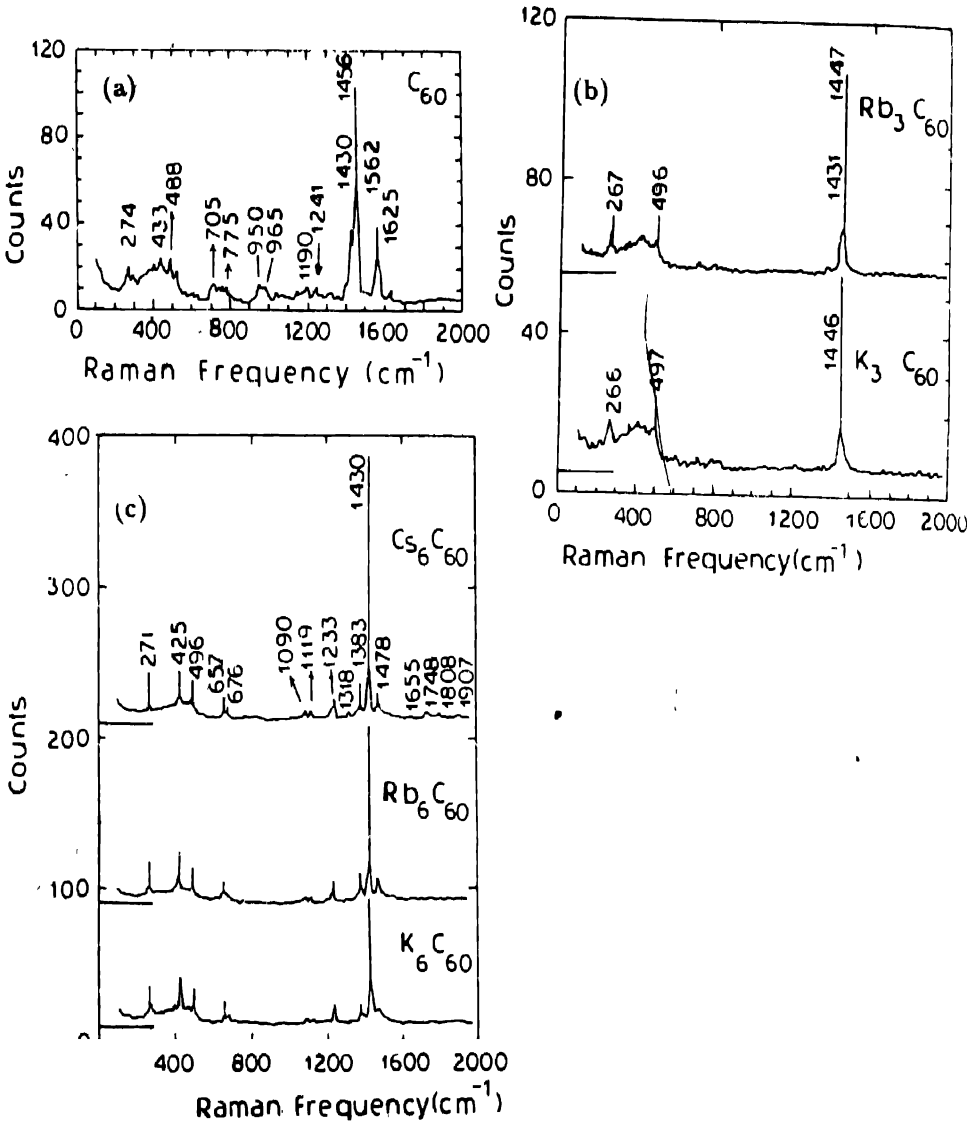 (a)
C60
120
80
40
0
Counts
274
433
488
705
775
950
965
1190
1241
1430
1456
1562
1625
0 400 800 1200 1600 2000
Raman Frequency (cm-1)
(b)
Rb3 C60
K3 C60
120
80
40
0
Counts
267
496
1431
1447
266
497
1446
0 400 800 1200 1600 2000
Raman Frequency(cm-1)
(c)
Cs6C60
Rb6C60
K6C60
400
300
200
100
0
Counts
271
425
496
657
676
1090
1119
1233
1318
1383
1430
1478
1655
1748
1808
1907
400 800 1200 1600 2000
Raman Frequency(cm-1)